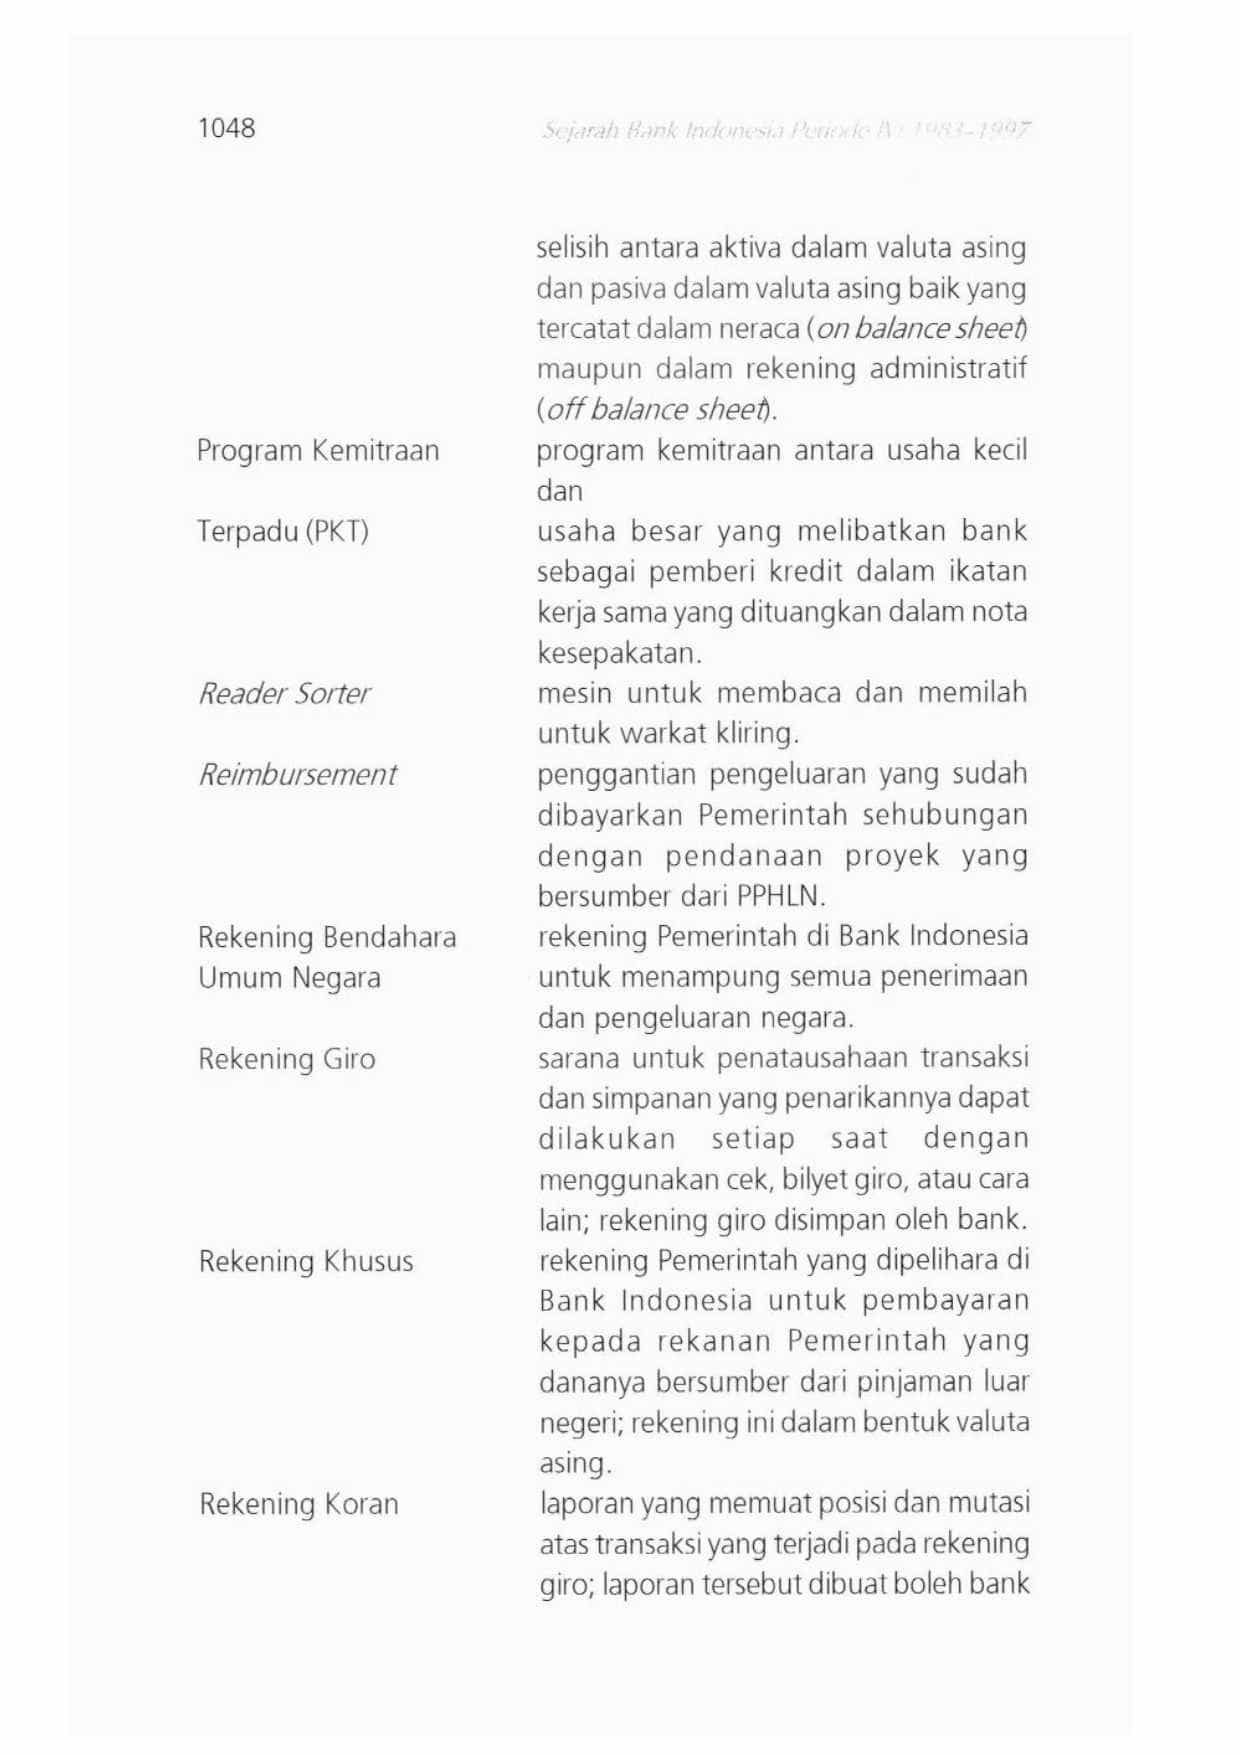 1048
Sejarah Bank Indonesia Periode IV : 1983–1997
selisih antara aktiva dalam valuta asing
dan pasiva dalam valuta asing baik yang
tercatat dalam neraca (on balance sheet)
maupun dalam rekening administratif
(off balance sheet).
Program Kemitraan program kemitraan antara usaha kecil
dan
Terpadu (PKT) usaha besar yang melibatkan bank
sebagai pemberi kredit dalam ikatan
kerja sama yang dituangkan dalam nota
kesepakatan.
Reader Sorter mesin untuk membaca dan memilah
untuk warkat kliring.
Reimbursement penggantian pengeluaran yang sudah
dibayarkan Pemerintah sehubungan
dengan pendanaan proyek yang
bersumber dari PPHLN.
Rekening Bendahara rekening Pemerintah di Bank Indonesia
Umum Negara untuk menampung semua penerimaan
dan pengeluaran negara.
Rekening Giro sarana untuk penatausahaan transaksi
dan simpanan yang penarikannya dapat
dilakukan setiap saat dengan
menggunakan cek, bilyet giro, atau cara
lain; rekening giro disimpan oleh bank.
Rekening Khusus rekening Pemerintah yang dipelihara di
Bank Indonesia untuk pembayaran
kepada rekanan Pemerintah yang
dananya bersumber dari pinjaman luar
negeri; rekening ini dalam bentuk valuta
asing.
Rekening Koran laporan yang memuat posisi dan mutasi
atas transaksi yang terjadi pada rekening
giro; laporan tersebut dibuat boleh bank